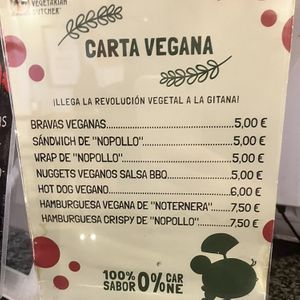 VEGETARIAN
BUTCHER
CARTA VEGANA
¡LLEGA LA REVOLUCIÓN VEGETAL A LA GITANA!
BRAVAS VEGANAS...............................5,00 €
SÁNDWICH DE "NOPOLLO"....................5,00 €
WRAP DE "NOPOLLO"..........................5,00 €
NUGGETS VEGANOS SALSA BBQ..............5,00 €
HOT DOG VEGANO..............................6,00 €
HAMBURGUESA VEGANA DE "NOTERNERA"...7,50 €
HAMBURGUESA CRISPY DE "NOPOLLO".......7,50 €
100% SABOR 0% CARNE